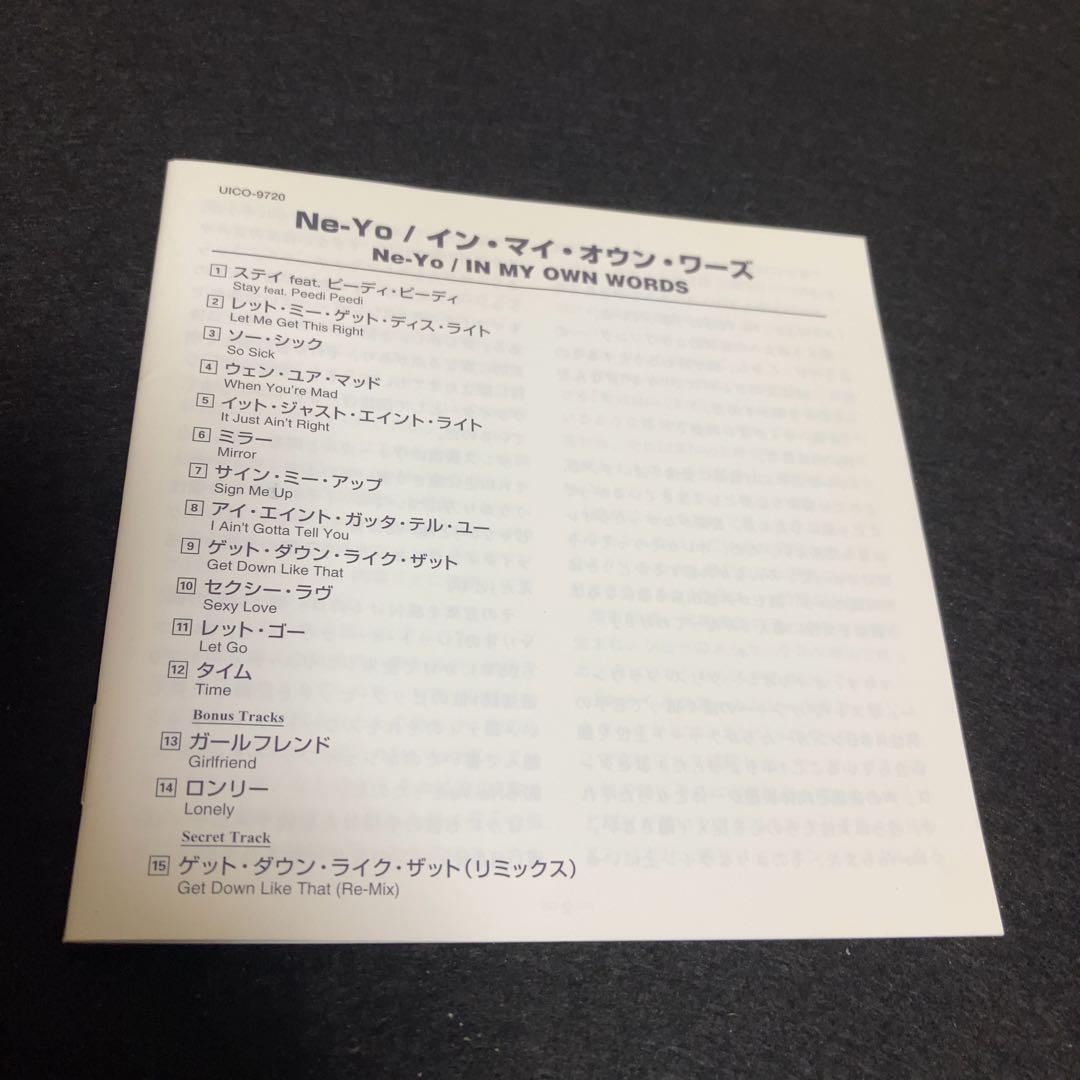 UICO-9720
Ne-Yo / イン・マイ・オウン・ワーズ
Ne-Yo / IN MY OWN WORDS
1 ステイ feat. ピーディ・ピーディ
Stay feat. Peedi Peedi
2 レット・ミー・ゲット・ディス・ライト
Let Me Get This Right
3 ソー・シック
So Sick
4 ウェン・ユア・マッド
When You're Mad
5 イット・ジャスト・エイント・ライト
It Just Ain't Right
6 ミラー
Mirror
7 サイン・ミー・アップ
Sign Me Up
8 アイ・エイント・ガッタ・テル・ユー
I Ain't Gotta Tell You
9 ゲット・ダウン・ライク・ザット
Get Down Like That
10 セクシー・ラヴ
Sexy Love
11 レット・ゴー
Let Go
12 タイム
Time
Bonus Tracks
13 ガールフレンド
Girlfriend
14 ロンリー
Lonely
Secret Track
15 ゲット・ダウン・ライク・ザット(リミックス)
Get Down Like That (Re-Mix)